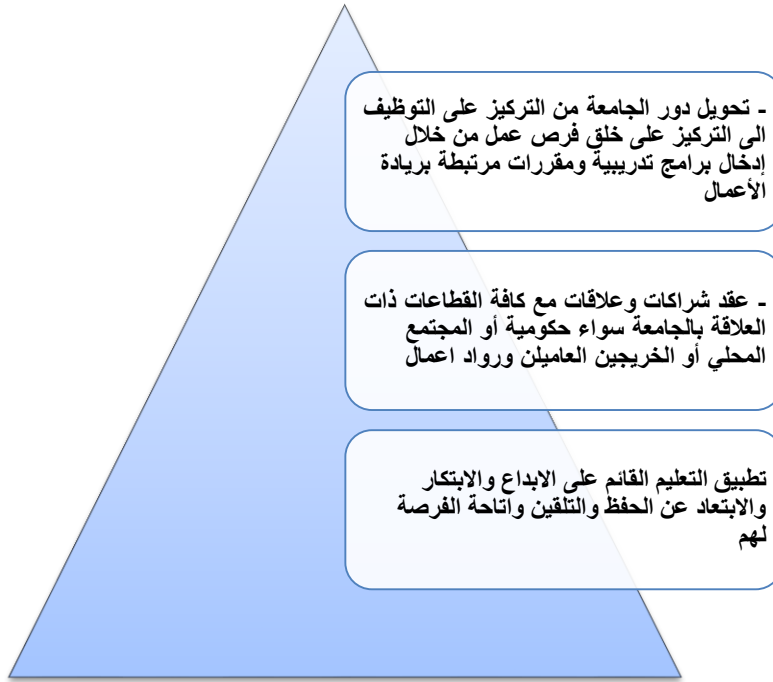 - تحويل دور الجامعة من التركيز على التوظيف
الى التركيز على خلق فرص عمل من خلال
إدخال برامج تدريبية ومقررات مرتبطة بريادة
الأعمال
- عقد شراكات وعلاقات مع كافة القطاعات ذات
العلاقة بالجامعة سواء حكومية أو المجتمع
المحلي أو الخريجين العاميلن ورواد اعمال
تطبيق التعليم القائم على الابداع والابتكار
والابتعاد عن الحفظ والتلقين واتاحة الفرصة
لهم